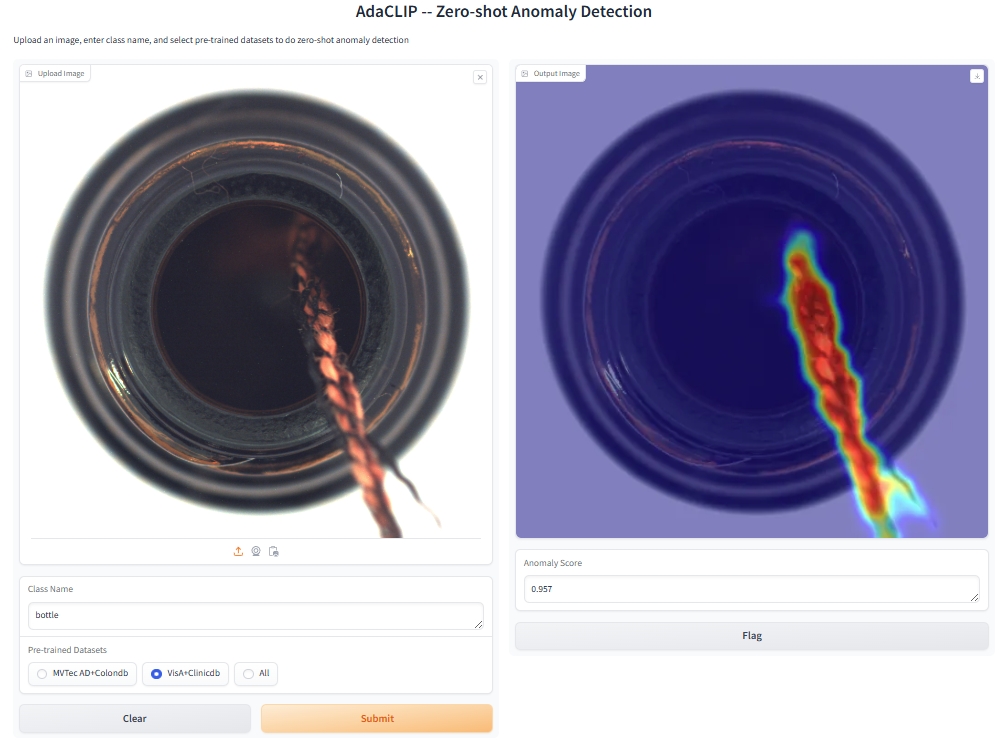 AdaCLIP -- Zero-shot Anomaly Detection
Upload an image, enter class name, and select pre-trained datasets to do zero-shot anomaly detection
Upload Image
Output Image
Class Name
bottle
Pre-trained Datasets
MVTec AD+Colondb
VisA+Clinicdb
All
Clear
Submit
Anomaly Score
0.957
Flag